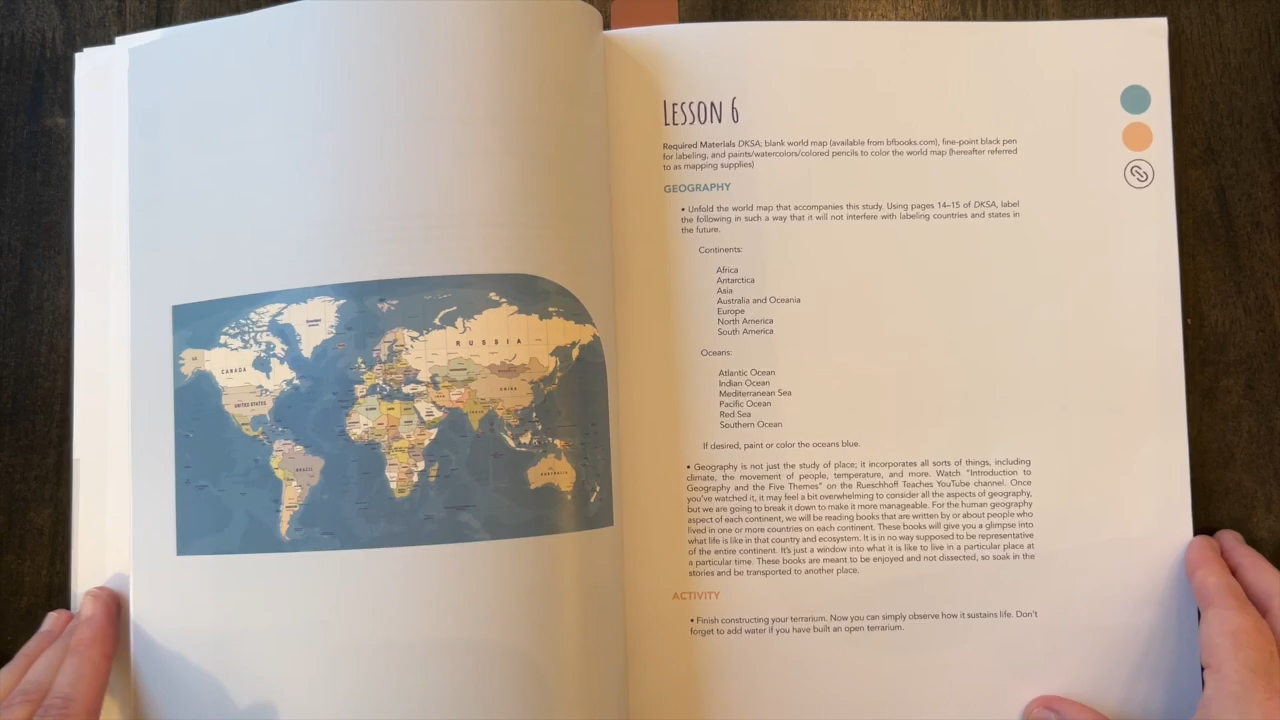 CANADA
UNITED STATES
BRAZIL
RUSSIA
CHINA
INDIA
AUSTRALIA
LESSON 6
Required Materials DKSA; blank world map (available from bfbooks.com), fine-point black pen
for labeling, and paints/watercolors/colored pencils to color the world map (hereafter referred
to as mapping supplies)
GEOGRAPHY
• Unfold the world map that accompanies this study. Using pages 14–15 of DKSA, label
the following in such a way that it will not interfere with labeling countries and states in
the future.
Continents:
Africa
Antarctica
Asia
Australia and Oceania
Europe
North America
South America
Oceans:
Atlantic Ocean
Indian Ocean
Mediterranean Sea
Pacific Ocean
Red Sea
Southern Ocean
If desired, paint or color the oceans blue.
• Geography is not just the study of place; it incorporates all sorts of things, including
climate, the movement of people, temperature, and more. Watch "Introduction to
Geography and the Five Themes" on the Rueschhoff Teaches YouTube channel. Once
you've watched it, it may feel a bit overwhelming to consider all the aspects of geography,
but we are going to break it down to make it more manageable. For the human geography
aspect of each continent, we will be reading books that are written by or about people who
lived in one or more countries on each continent. These books will give you a glimpse into
what life is like in that country and ecosystem. It is in no way supposed to be representative
of the entire continent. It's just a window into what it is like to live in a particular place at
a particular time. These books are meant to be enjoyed and not dissected, so soak in the
stories and be transported to another place.
ACTIVITY
• Finish constructing your terrarium. Now you can simply observe how it sustains life. Don't
forget to add water if you have built an open terrarium.